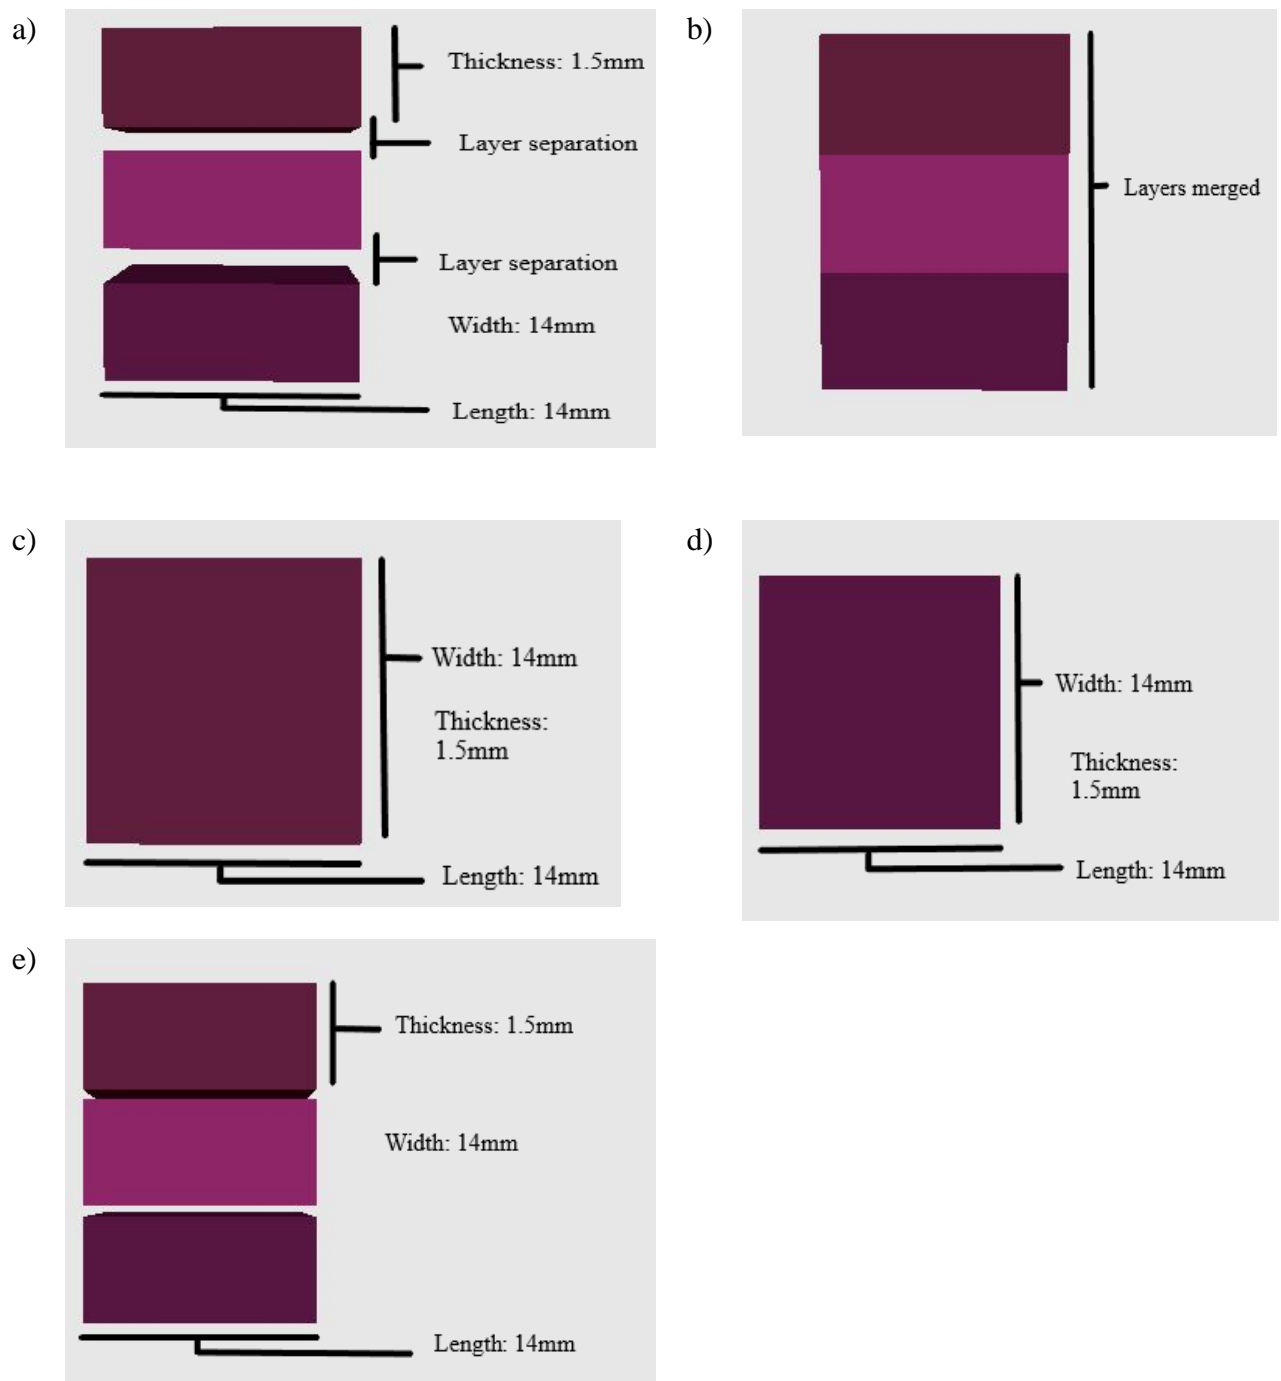 a)
Thickness: 1.5mm
Layer separation
Layer separation
Width: 14mm
Length: 14mm
b)
Layers merged
c)
Width: 14mm
Thickness:
1.5mm
Length: 14mm
d)
Width: 14mm
Thickness:
1.5mm
Length: 14mm
e)
Thickness: 1.5mm
Width: 14mm
Length: 14mm